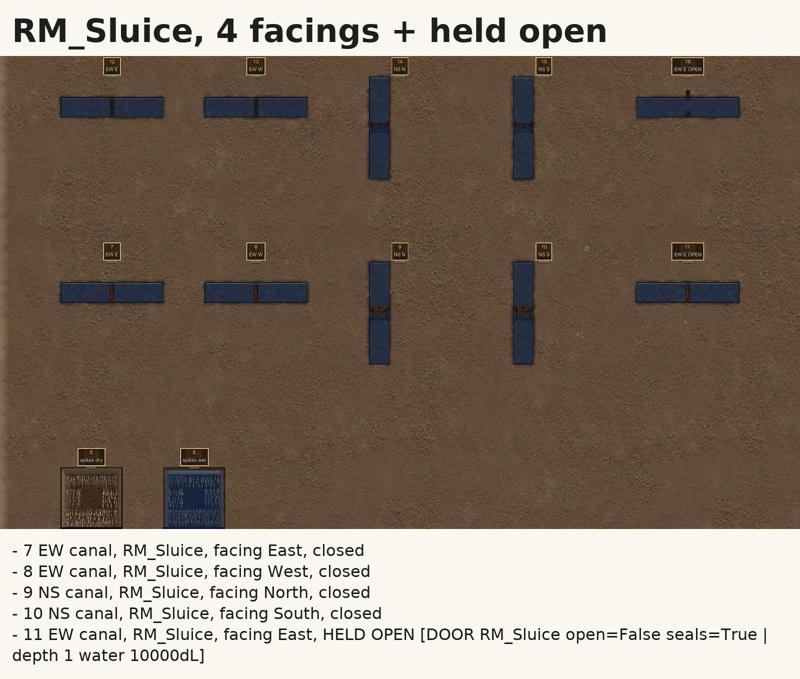 RM_Sluice, 4 facings + held open
12
EW E
13
EW W
14
NS N
15
NS S
16
EW E OPEN
7
EW E
8
EW W
9
NS N
10
NS S
11
EW E OPEN
5
spikes dry
6
spikes wet
- 7 EW canal, RM_Sluice, facing East, closed
- 8 EW canal, RM_Sluice, facing West, closed
- 9 NS canal, RM_Sluice, facing North, closed
- 10 NS canal, RM_Sluice, facing South, closed
- 11 EW canal, RM_Sluice, facing East, HELD OPEN [DOOR RM_Sluice open=False seals=True |
depth 1 water 10000dL]